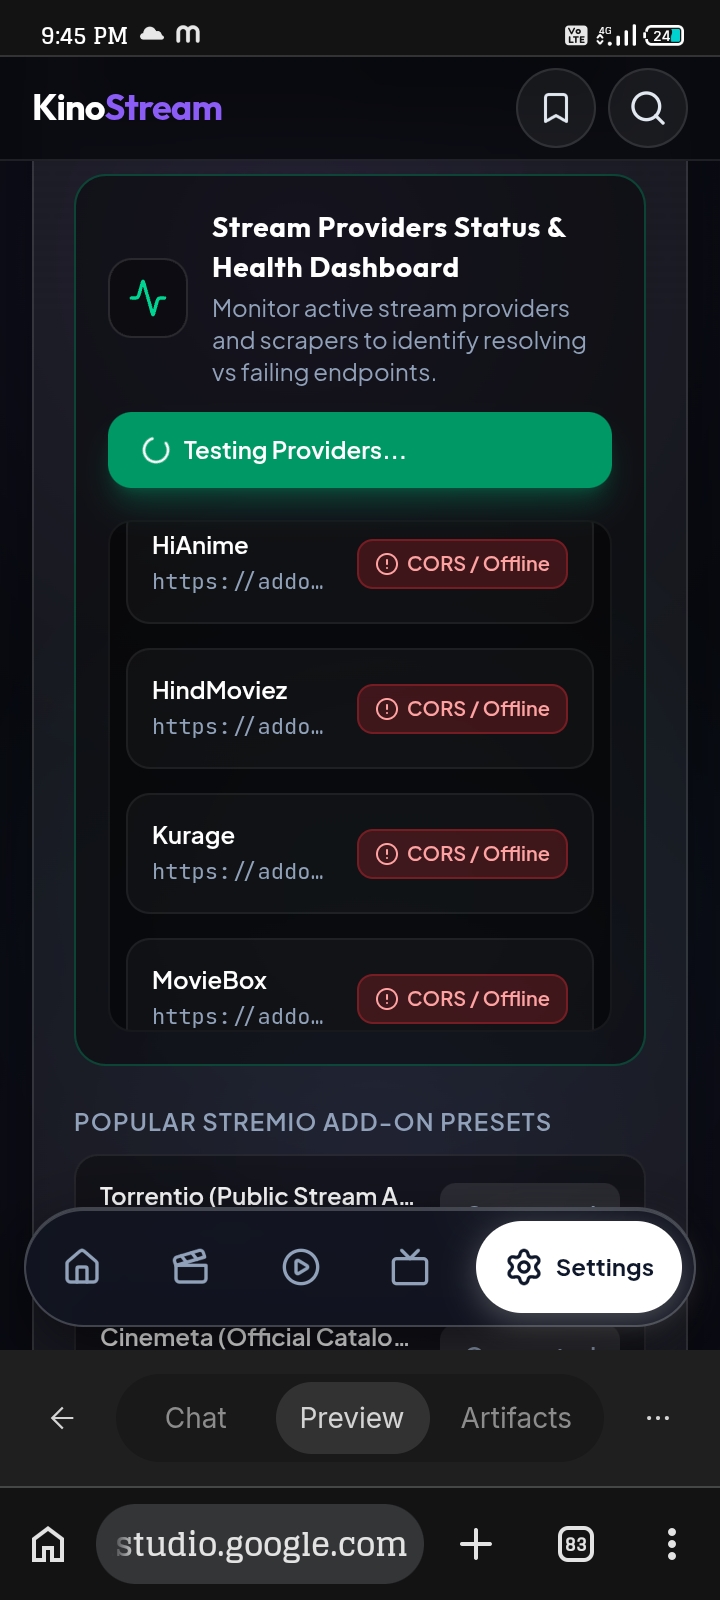 9:45 PM
Vo LTE 4G 24
KinoStream
Stream Providers Status &
Health Dashboard
Monitor active stream providers
and scrapers to identify resolving
vs failing endpoints.
Testing Providers...
HiAnime
https://addo…
CORS / Offline
HindMoviez
https://addo…
CORS / Offline
Kurage
https://addo…
CORS / Offline
MovieBox
https://addo…
CORS / Offline
POPULAR STREMIO ADD-ON PRESETS
Torrentio (Public Stream A…
Settings
Cinemeta (Official Catalo…
Chat
Preview
Artifacts
studio.google.com
83